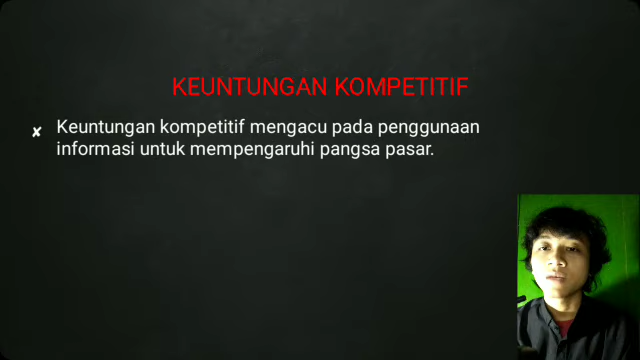 KEUNTUNGAN KOMPETITIF
Keuntungan kompetitif mengacu pada penggunaan
informasi untuk mempengaruhi pangsa pasar.